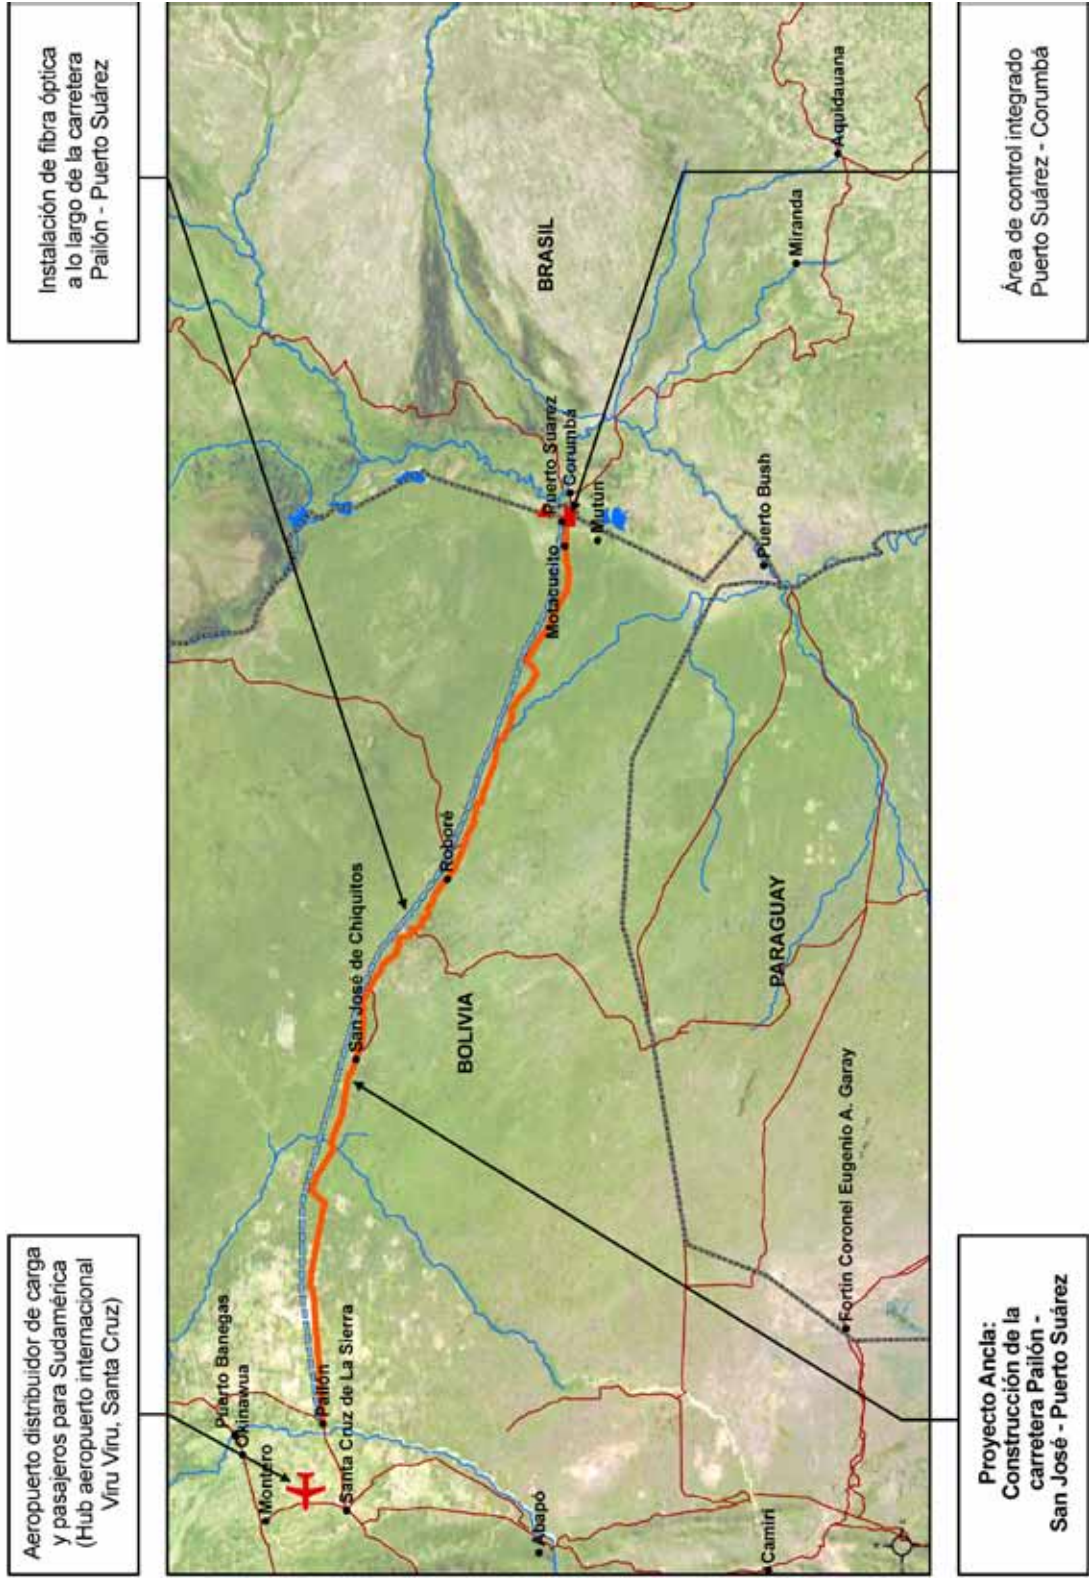 Aeropuerto distribuidor de carga
y pasajeros para Sudamérica
(Hub aeropuerto internacional
Viru Viru, Santa Cruz)
Instalación de fibra óptica
a lo largo de la carretera
Pailón - Puerto Suárez
Puerto Banegas
Okinawua
Montero
Pailón
Santa Cruz de La Sierra
San José de Chiquitos
Roboré
BOLIVIA
Abapó
Camiri
Fortin Coronel Eugenio A. Garay
PARAGUAY
Motacucito
Puerto Suarez
Corumbá
Mutún
Puerto Bush
BRASIL
Miranda
Aquidauana
Proyecto Ancla:
Construcción de la
carretera Pailón -
San José - Puerto Suárez
Área de control integrado
Puerto Suárez - Corumbá